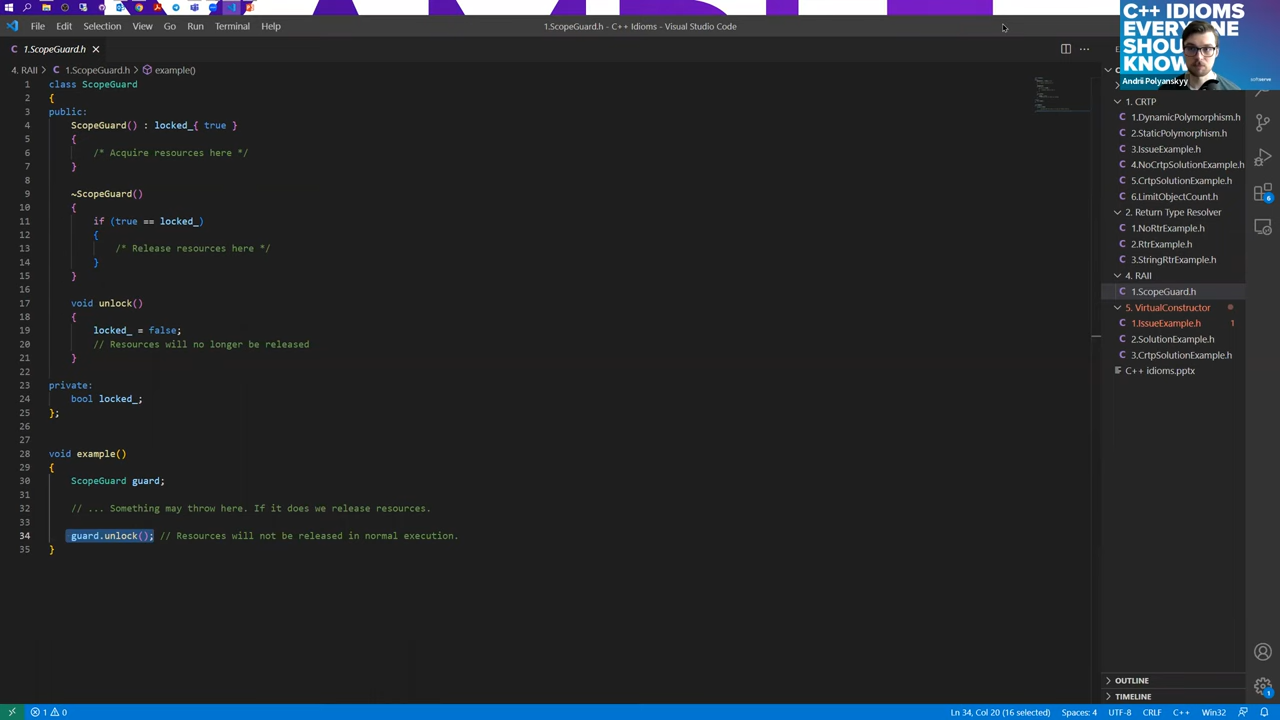 File Edit Selection View Go Run Terminal Help
1.ScopeGuard.h - C++ Idioms - Visual Studio Code
C++ IDIOMS
EVERYONE
SHOULD
KNOW
Andrii Polyanskyy
softserve
1.ScopeGuard.h
4. RAII > 1.ScopeGuard.h > example()
1 class ScopeGuard
2 {
3 public:
4 ScopeGuard() : locked_{ true }
5 {
6 /* Acquire resources here */
7 }
8
9 ~ScopeGuard()
10 {
11 if (true == locked_)
12 {
13 /* Release resources here */
14 }
15 }
16
17 void unlock()
18 {
19 locked_ = false;
20 // Resources will no longer be released
21 }
22
23 private:
24 bool locked_;
25 };
26
27
28 void example()
29 {
30 ScopeGuard guard;
31
32 // ... Something may throw here. If it does we release resources.
33
34 guard.unlock(); // Resources will not be released in normal execution.
35 }
1. CRTP
1.DynamicPolymorphism.h
2.StaticPolymorphism.h
3.IssueExample.h
4.NoCrtpSolutionExample.h
5.CrtpSolutionExample.h
6.LimitObjectCount.h
2. Return Type Resolver
1.NoRtrExample.h
2.RtrExample.h
3.StringRtrExample.h
4. RAII
1.ScopeGuard.h
5. VirtualConstructor
1.IssueExample.h 1
2.SolutionExample.h
3.CrtpSolutionExample.h
C++ idioms.pptx
6
OUTLINE
TIMELINE
1
1 0
Ln 34, Col 20 (16 selected) Spaces: 4 UTF-8 CRLF C++ Win32